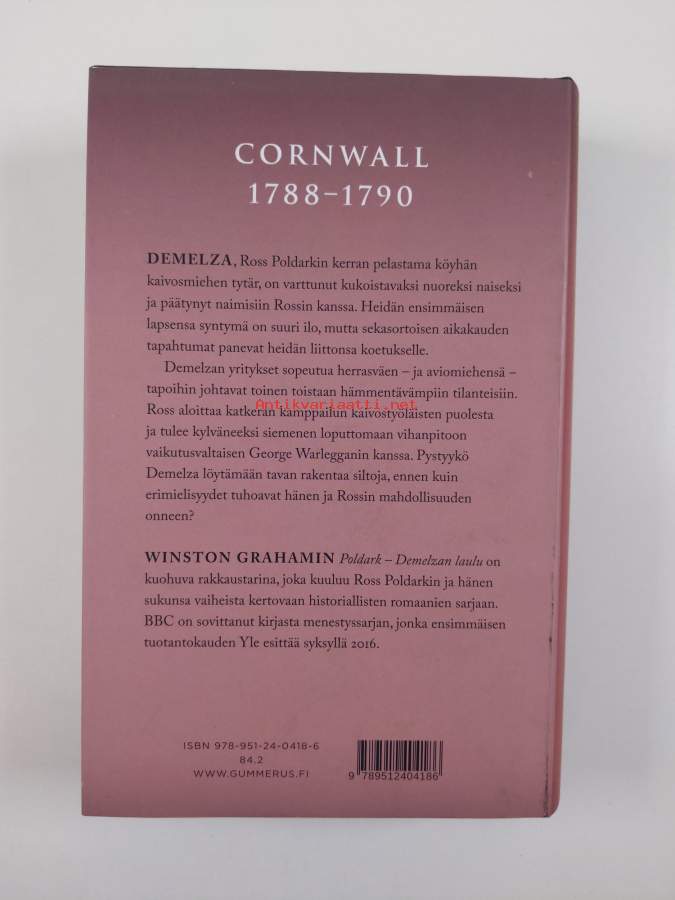 CORNWALL
1788–1790
DEMELZA, Ross Poldarkin kerran pelastama köyhän
kaivosmiehen tytär, on varttunut kukoistavaksi nuoreksi naiseksi
ja päätynyt naimisiin Rossin kanssa. Heidän ensimmäisen
lapsensa syntymä on suuri ilo, mutta sekasortoisen aikakauden
tapahtumat panevat heidän liittonsa koetukselle.
Demelzan yritykset sopeutua herrasväen – ja aviomiehensä –
tapoihin johtavat toinen toistaan hämmentävämpiin tilanteisiin.
Antikvariaatti.net
Ross aloittaa katkeran kamppailun kaivostyöläisten puolesta
ja tulee kylväneeksi siemenen loputtomaan vihanpitoon
vaikutusvaltaisen George Warlegganin kanssa. Pystyykö
Demelza löytämään tavan rakentaa siltoja, ennen kuin
erimielisyydet tuhoavat hänen ja Rossin mahdollisuuden
onneen?
WINSTON GRAHAMIN Poldark – Demelzan laulu on
kuohuva rakkaustarina, joka kuuluu Ross Poldarkin ja hänen
sukunsa vaiheista kertovaan historiallisten romaanien sarjaan.
BBC on sovittanut kirjasta menestyssarjan, jonka ensimmäisen
tuotantokauden Yle esittää syksyllä 2016.
ISBN 978-951-24-0418-6
84.2
WWW.GUMMERUS.FI
9 789512 404186